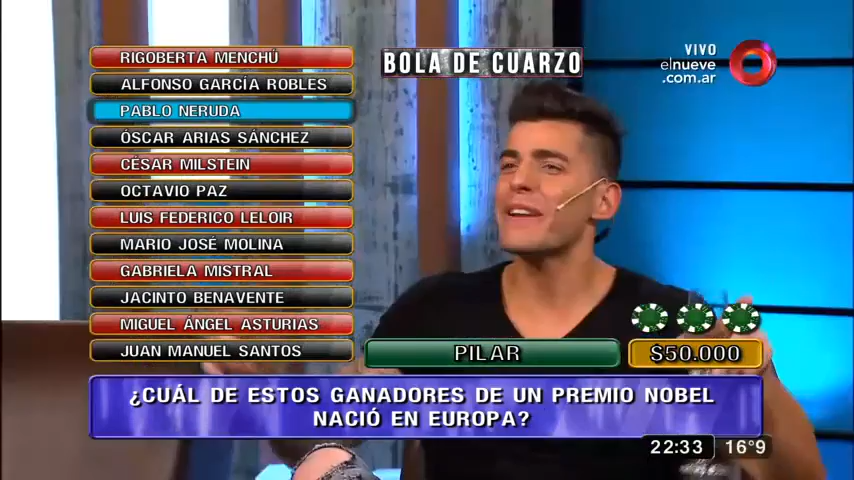 RIGOBERTA MENCHÚ
ALFONSO GARCÍA ROBLES
PABLO NERUDA
ÓSCAR ARIAS SÁNCHEZ
CÉSAR MILSTEIN
OCTAVIO PAZ
LUIS FEDERICO LELOIR
MARIO JOSÉ MOLINA
GABRIELA MISTRAL
JACINTO BENAVENTE
MIGUEL ÁNGEL ASTURIAS
JUAN MANUEL SANTOS
BOLA DE CUARZO
VIVO
elnueve
.com.ar
PILAR
$50.000
¿CUÁL DE ESTOS GANADORES DE UN PREMIO NOBEL
NACIÓ EN EUROPA?
22:33 16°9